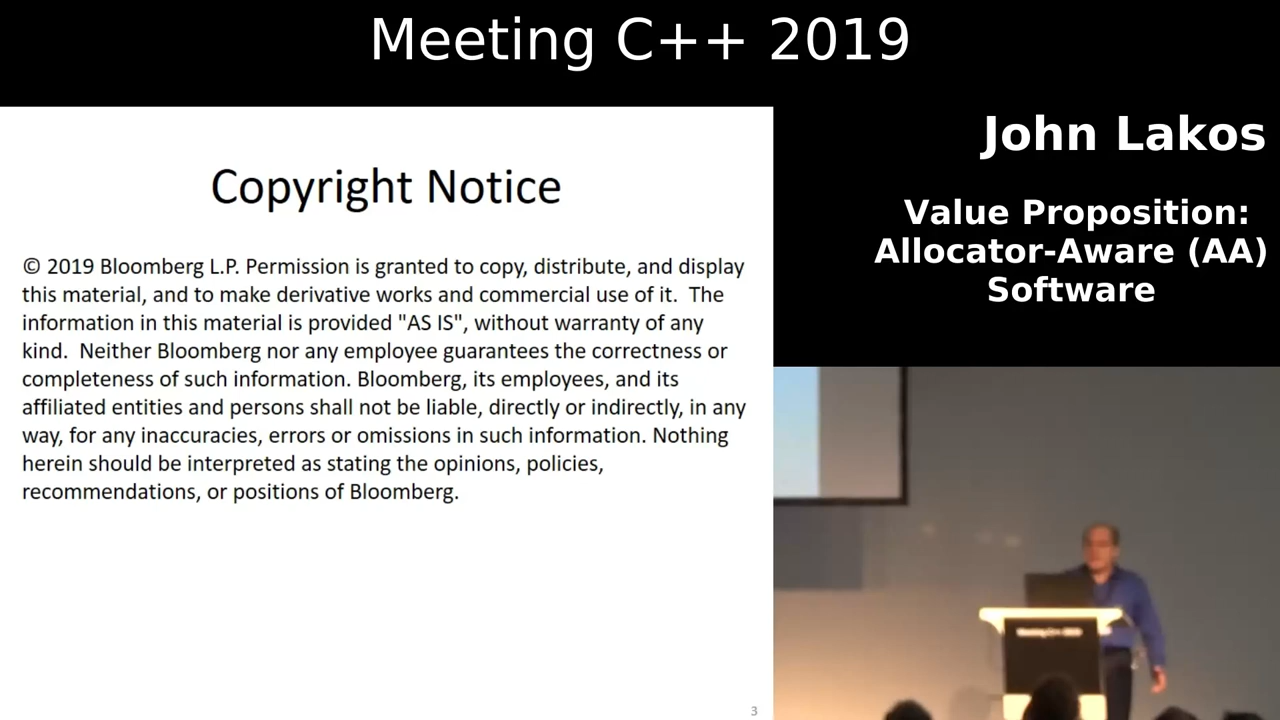 Meeting C++ 2019
John Lakos
Value Proposition:
Allocator-Aware (AA)
Software
Copyright Notice
© 2019 Bloomberg L.P. Permission is granted to copy, distribute, and display
this material, and to make derivative works and commercial use of it.  The
information in this material is provided "AS IS", without warranty of any
kind.  Neither Bloomberg nor any employee guarantees the correctness or
completeness of such information. Bloomberg, its employees, and its
affiliated entities and persons shall not be liable, directly or indirectly, in any
way, for any inaccuracies, errors or omissions in such information. Nothing
herein should be interpreted as stating the opinions, policies,
recommendations, or positions of Bloomberg.
3
Meeting C++ 2019